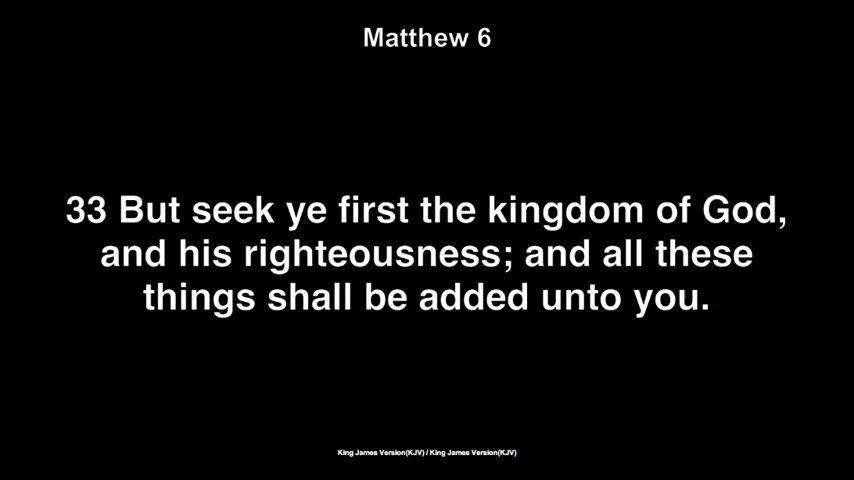 Matthew 6
33 But seek ye first the kingdom of God,
and his righteousness; and all these
things shall be added unto you.
King James Version(KJV) / King James Version(KJV)